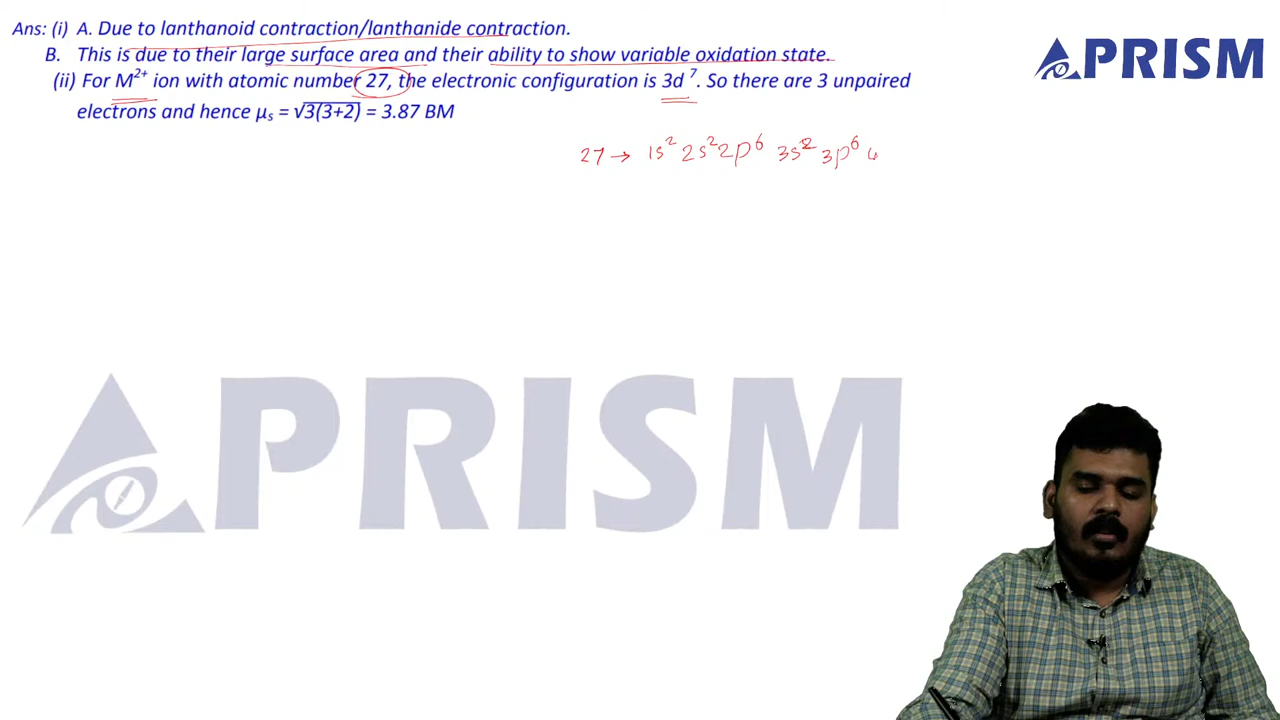 Ans: (i) A. Due to lanthanoid contraction/lanthanide contraction.
B. This is due to their large surface area and their ability to show variable oxidation state.
(ii) For M²⁺ ion with atomic number 27, the electronic configuration is 3d ⁷. So there are 3 unpaired
electrons and hence μₛ = √3(3+2) = 3.87 BM
27 → 1s² 2s² 2p⁶ 3s² 3p⁶ 4
PRISM
PRISM